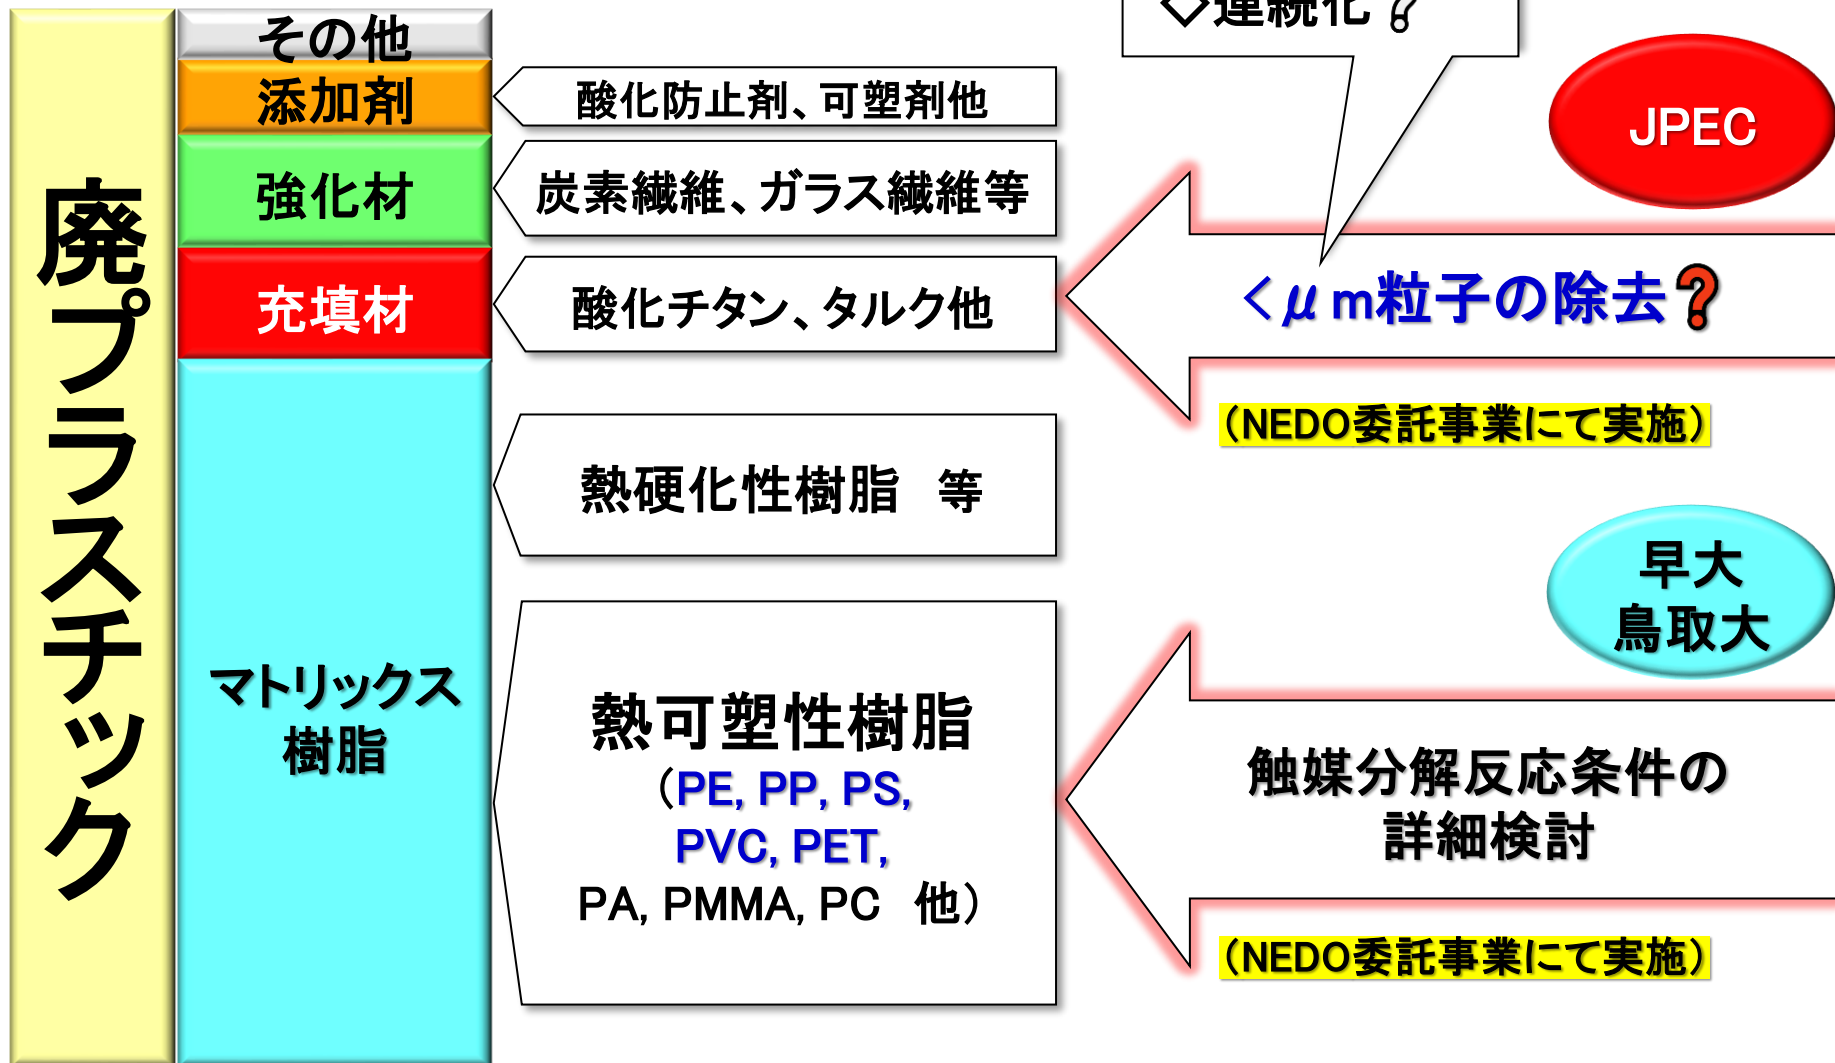 廃プラスチック
その他
添加剤
強化材
充填材
マトリックス
樹脂
酸化防止剤、可塑剤他
炭素繊維、ガラス繊維等
酸化チタン、タルク他
熱硬化性樹脂　等
熱可塑性樹脂
（PE, PP, PS,
PVC, PET,
PA, PMMA, PC　他）
◇連続化？
JPEC
＜μm粒子の除去？
（NEDO委託事業にて実施）
早大
鳥取大
触媒分解反応条件の
詳細検討
（NEDO委託事業にて実施）